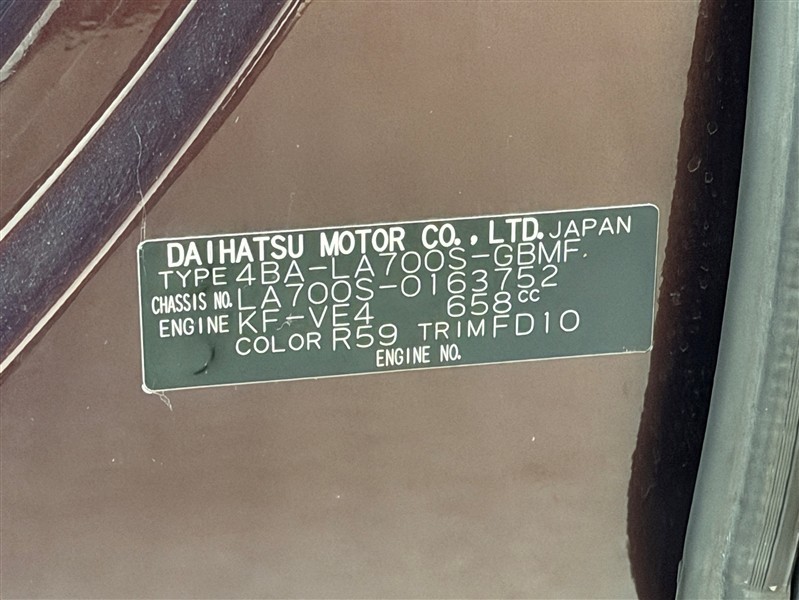 DAIHATSU MOTOR CO., LTD. JAPAN
TYPE 4BA-LA700S-GBMF
CHASSIS NO. LA700S-0163752
ENGINE KF-VE4 658cc
COLOR R59 TRIM FD10
ENGINE NO.